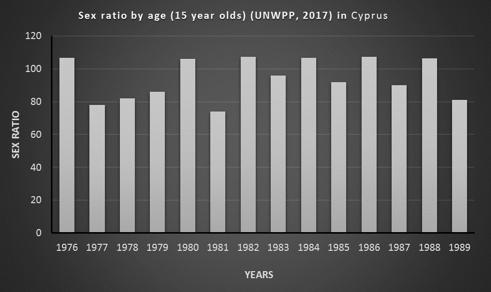 Sex ratio by age (15 year olds) (UNWPP, 2017) in Cyprus
120
100
80
60
40
20
0
SEX RATIO
1976 1977 1978 1979 1980 1981 1982 1983 1984 1985 1986 1987 1988 1989
YEARS